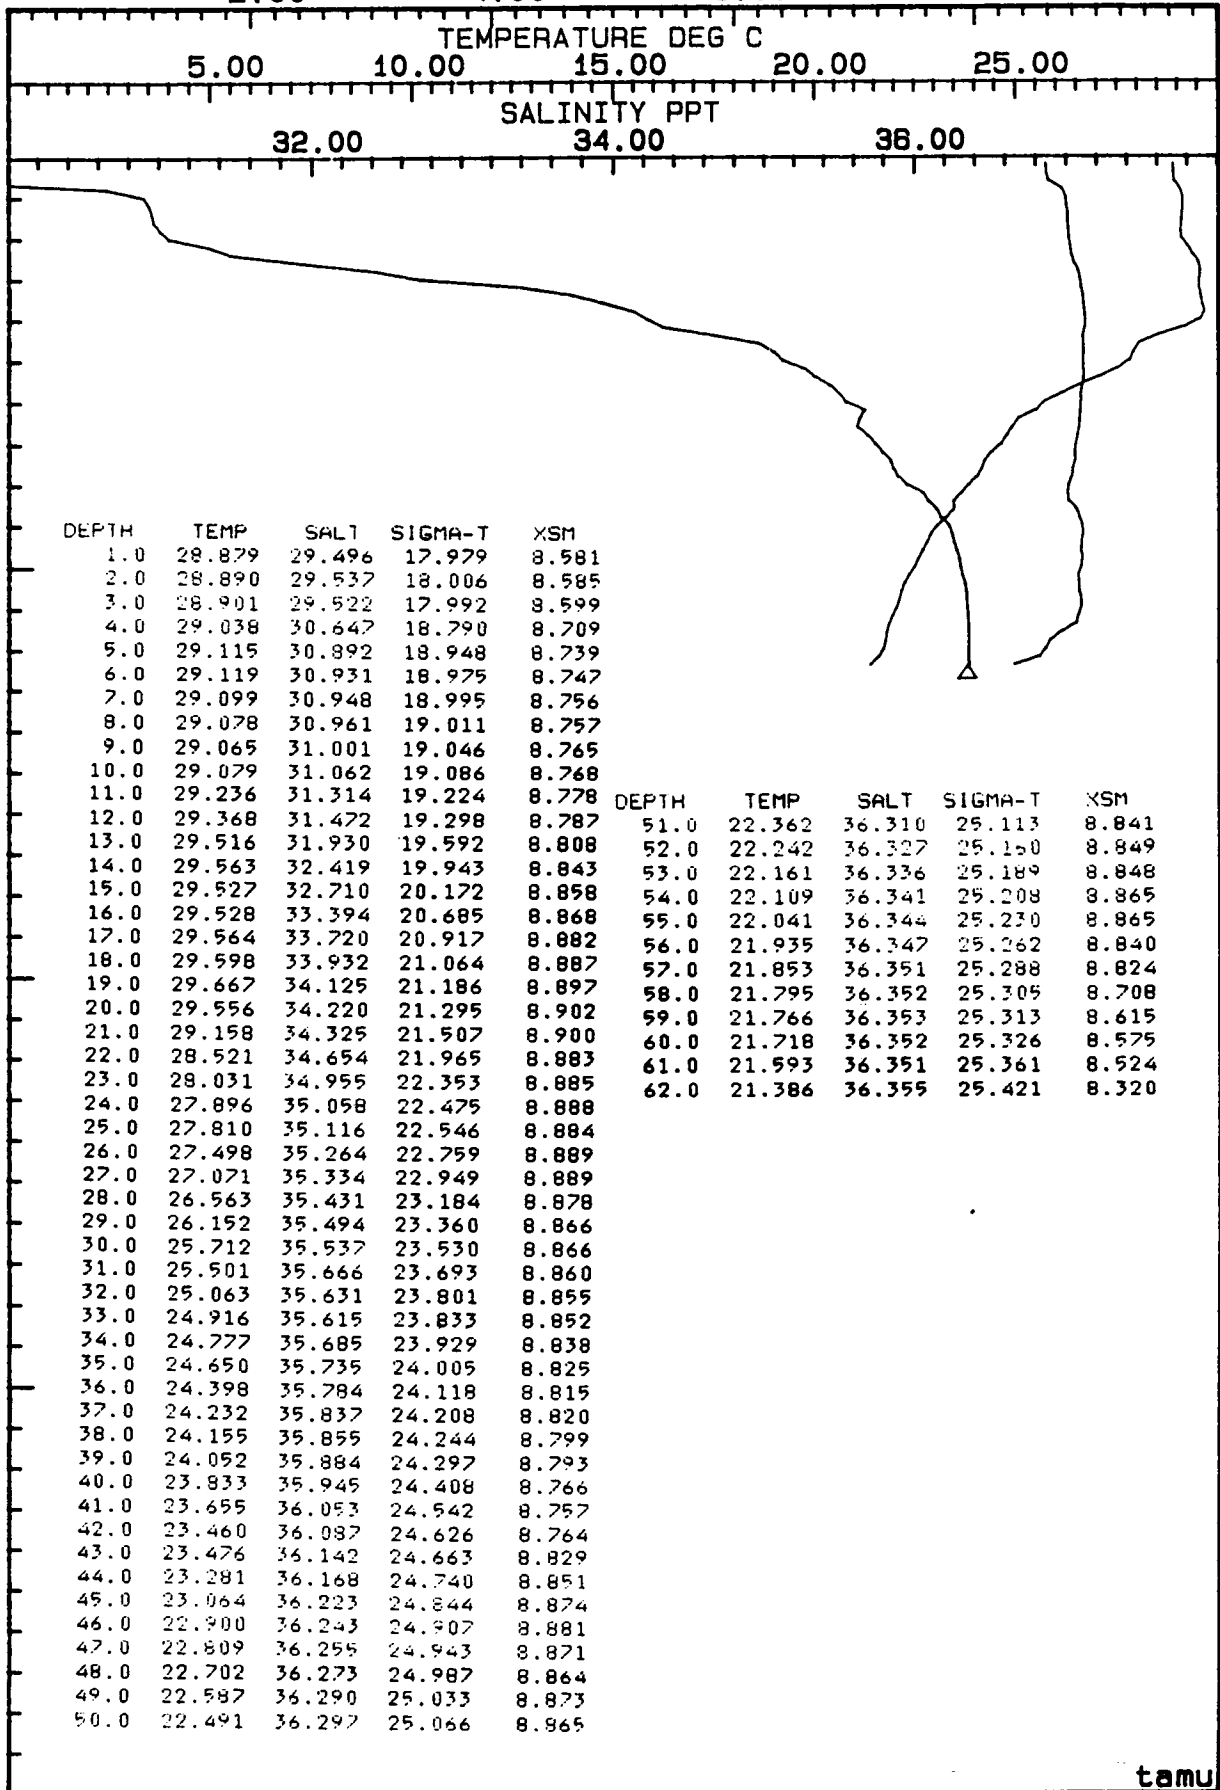 TEMPERATURE DEG C
5.00 10.00 15.00 20.00 25.00
SALINITY PPT
32.00 34.00 36.00
DEPTH TEMP SALT SIGMA-T XSM
1.0 28.879 29.496 17.979 8.581
2.0 28.890 29.537 18.006 8.585
3.0 28.901 29.522 17.992 8.599
4.0 29.038 30.647 18.790 8.709
5.0 29.115 30.892 18.948 8.739
6.0 29.119 30.931 18.975 8.747
7.0 29.099 30.948 18.995 8.756
8.0 29.078 30.961 19.011 8.757
9.0 29.065 31.001 19.046 8.765
10.0 29.079 31.062 19.086 8.768
11.0 29.236 31.314 19.224 8.778
12.0 29.368 31.472 19.298 8.787
13.0 29.516 31.930 19.592 8.808
14.0 29.563 32.419 19.943 8.843
15.0 29.527 32.710 20.172 8.858
16.0 29.528 33.394 20.685 8.868
17.0 29.564 33.720 20.917 8.882
18.0 29.598 33.932 21.064 8.887
19.0 29.667 34.125 21.186 8.897
20.0 29.556 34.220 21.295 8.902
21.0 29.158 34.325 21.507 8.900
22.0 28.521 34.654 21.965 8.883
23.0 28.031 34.955 22.353 8.885
24.0 27.896 35.058 22.475 8.888
25.0 27.810 35.116 22.546 8.884
26.0 27.498 35.264 22.759 8.889
27.0 27.071 35.334 22.949 8.889
28.0 26.563 35.431 23.184 8.878
29.0 26.152 35.494 23.360 8.866
30.0 25.712 35.537 23.530 8.866
31.0 25.501 35.666 23.693 8.860
32.0 25.063 35.631 23.801 8.855
33.0 24.916 35.615 23.833 8.852
34.0 24.777 35.685 23.929 8.838
35.0 24.650 35.735 24.005 8.825
36.0 24.398 35.784 24.118 8.815
37.0 24.232 35.837 24.208 8.820
38.0 24.155 35.855 24.244 8.799
39.0 24.052 35.884 24.297 8.793
40.0 23.833 35.945 24.408 8.766
41.0 23.655 36.053 24.542 8.757
42.0 23.460 36.087 24.626 8.764
43.0 23.476 36.142 24.663 8.829
44.0 23.281 36.168 24.740 8.851
45.0 23.064 36.223 24.844 8.874
46.0 22.900 36.243 24.907 8.881
47.0 22.809 36.255 24.943 8.871
48.0 22.702 36.273 24.987 8.864
49.0 22.587 36.290 25.033 8.873
50.0 22.491 36.297 25.066 8.865
DEPTH TEMP SALT SIGMA-T XSM
51.0 22.362 36.310 25.113 8.841
52.0 22.242 36.327 25.160 8.849
53.0 22.161 36.336 25.189 8.848
54.0 22.109 36.341 25.208 8.865
55.0 22.041 36.344 25.230 8.865
56.0 21.935 36.347 25.262 8.840
57.0 21.853 36.351 25.288 8.824
58.0 21.795 36.352 25.305 8.708
59.0 21.766 36.353 25.313 8.615
60.0 21.718 36.352 25.326 8.575
61.0 21.593 36.351 25.361 8.524
62.0 21.386 36.355 25.421 8.320
tamu